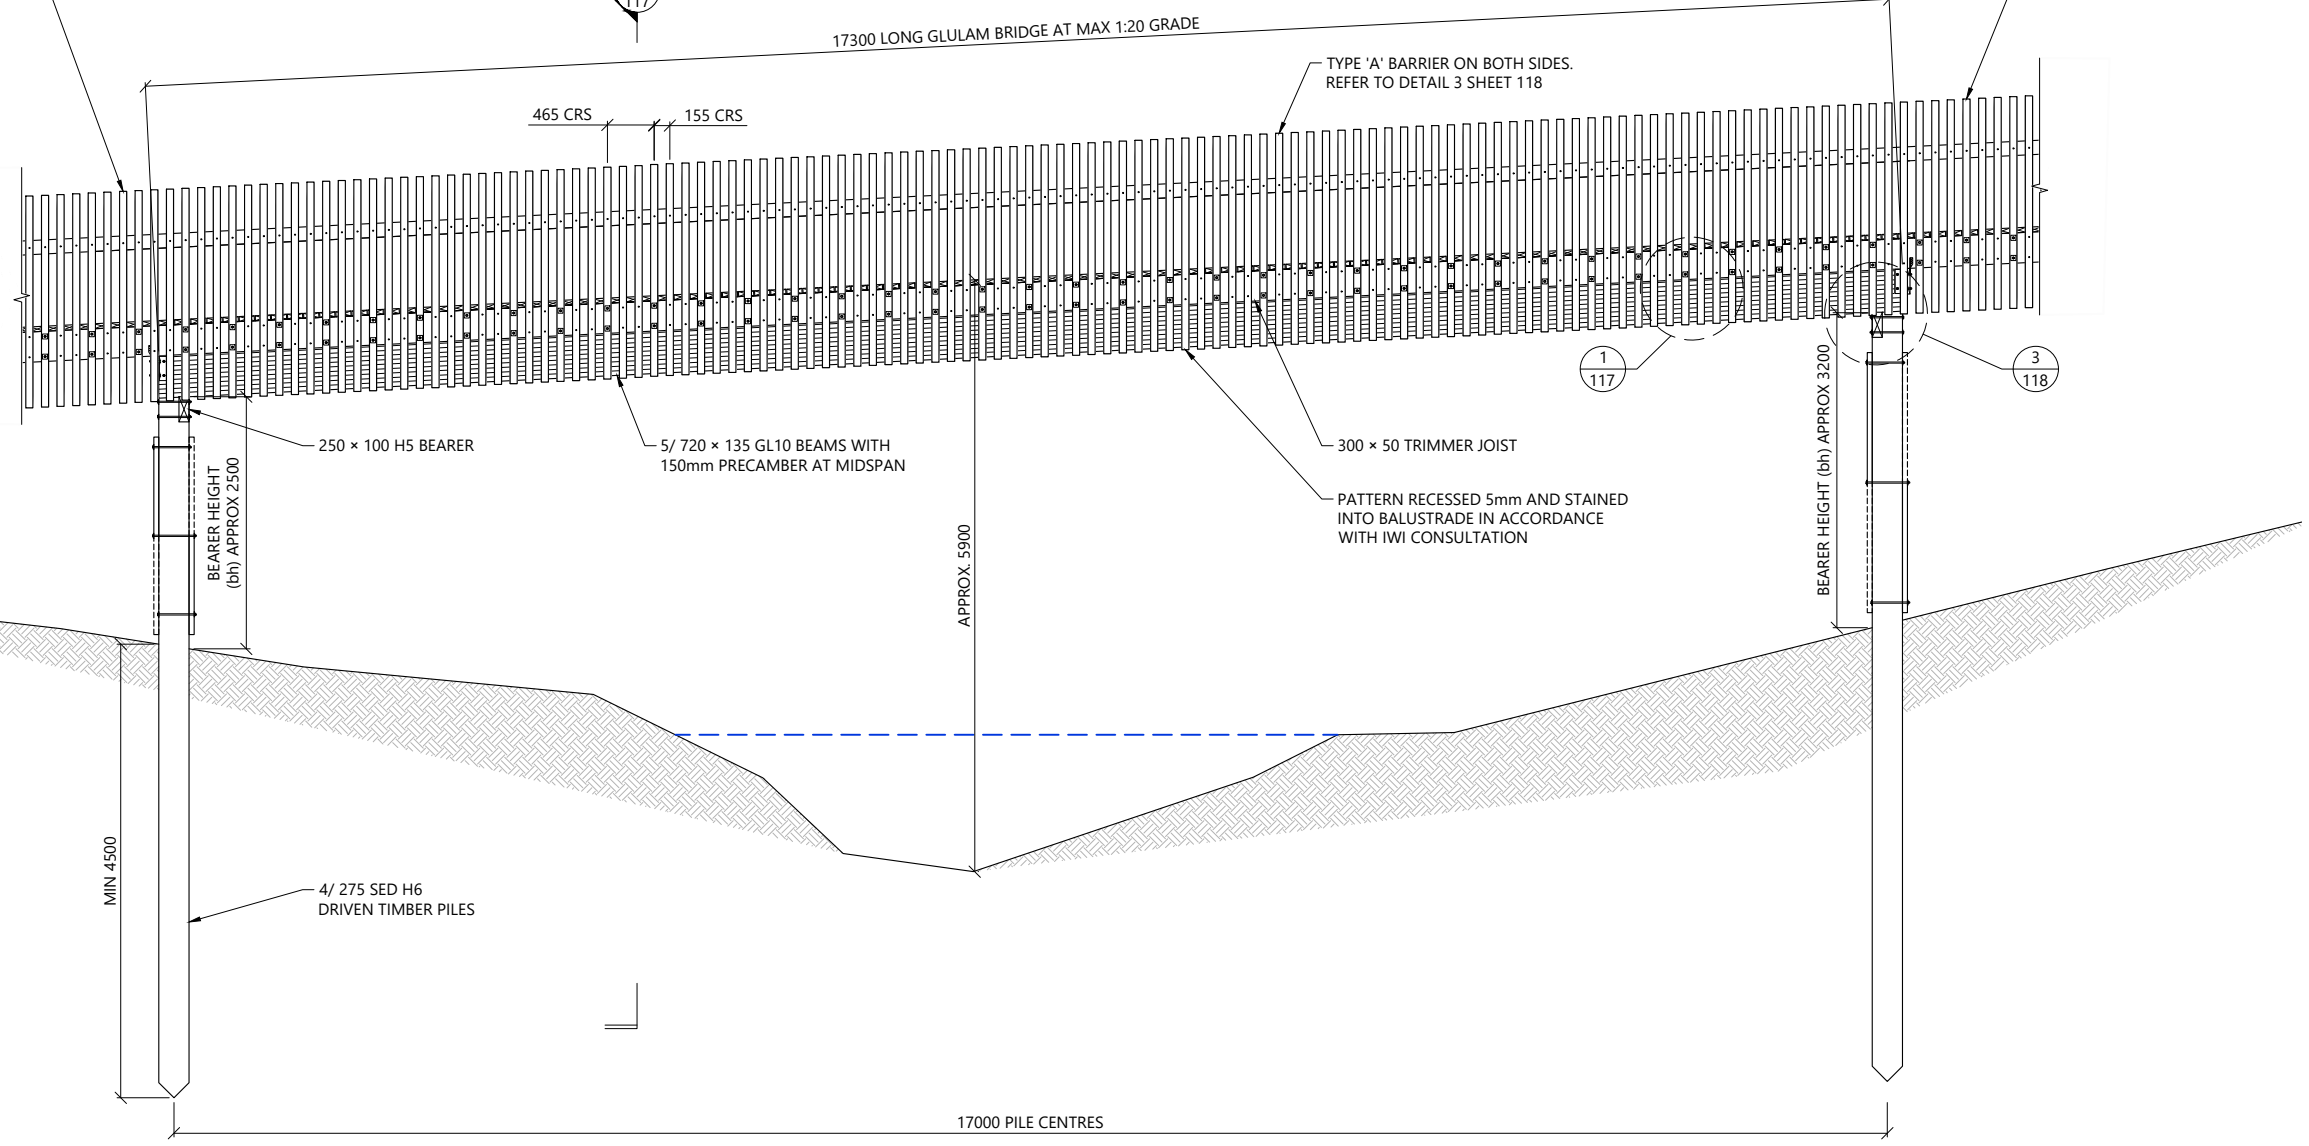 117
17300 LONG GLULAM BRIDGE AT MAX 1:20 GRADE
TYPE 'A' BARRIER ON BOTH SIDES.
REFER TO DETAIL 3 SHEET 118
465 CRS
155 CRS
1
117
3
118
250 × 100 H5 BEARER
5/ 720 × 135 GL10 BEAMS WITH
150mm PRECAMBER AT MIDSPAN
300 × 50 TRIMMER JOIST
PATTERN RECESSED 5mm AND STAINED
INTO BALUSTRADE IN ACCORDANCE
WITH IWI CONSULTATION
BEARER HEIGHT
(bh) APPROX 2500
APPROX. 5900
BEARER HEIGHT (bh) APPROX 3200
MIN 4500
4/ 275 SED H6
DRIVEN TIMBER PILES
17000 PILE CENTRES